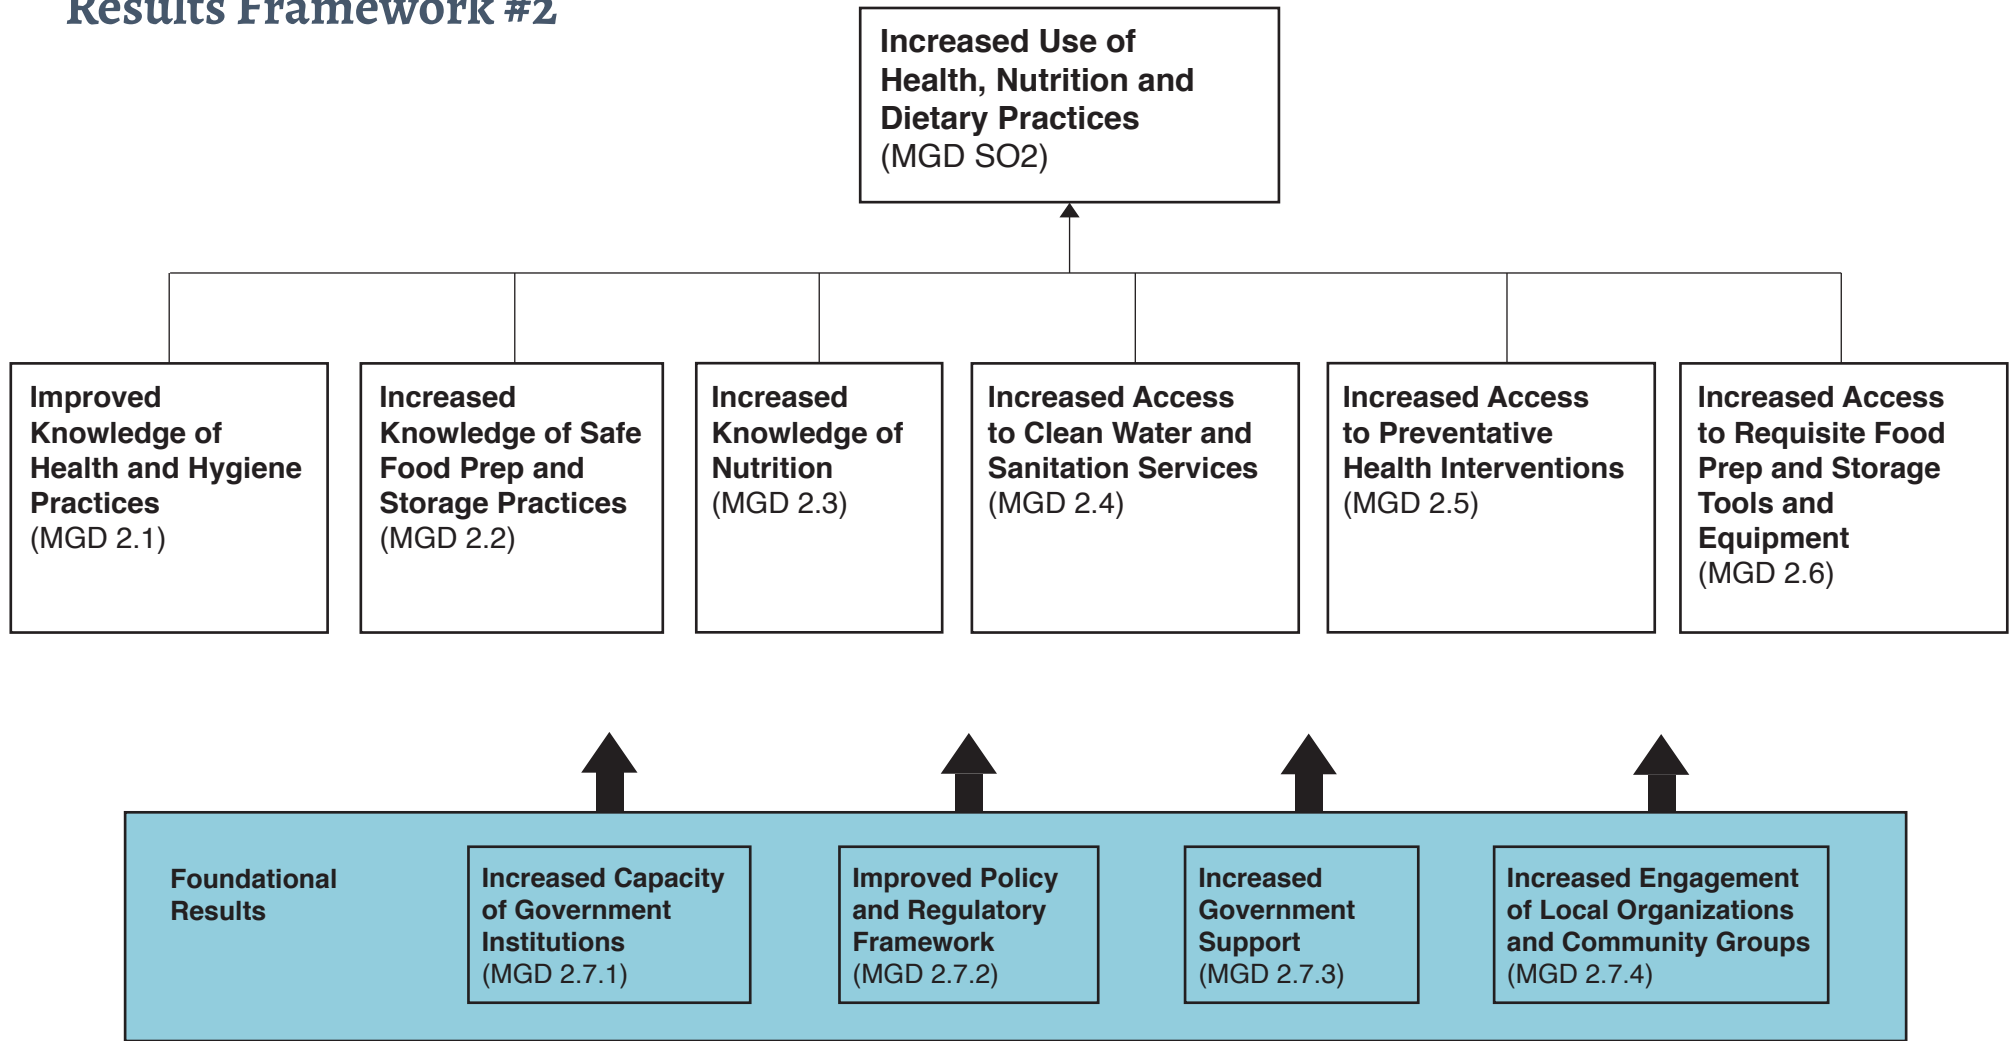 Results Framework #2
Increased Use of
Health, Nutrition and
Dietary Practices
(MGD SO2)
Improved
Knowledge of
Health and Hygiene
Practices
(MGD 2.1)
Increased
Knowledge of Safe
Food Prep and
Storage Practices
(MGD 2.2)
Increased
Knowledge of
Nutrition
(MGD 2.3)
Increased Access
to Clean Water and
Sanitation Services
(MGD 2.4)
Increased Access
to Preventative
Health Interventions
(MGD 2.5)
Increased Access
to Requisite Food
Prep and Storage
Tools and
Equipment
(MGD 2.6)
Foundational
Results
Increased Capacity
of Government
Institutions
(MGD 2.7.1)
Improved Policy
and Regulatory
Framework
(MGD 2.7.2)
Increased
Government
Support
(MGD 2.7.3)
Increased Engagement
of Local Organizations
and Community Groups
(MGD 2.7.4)